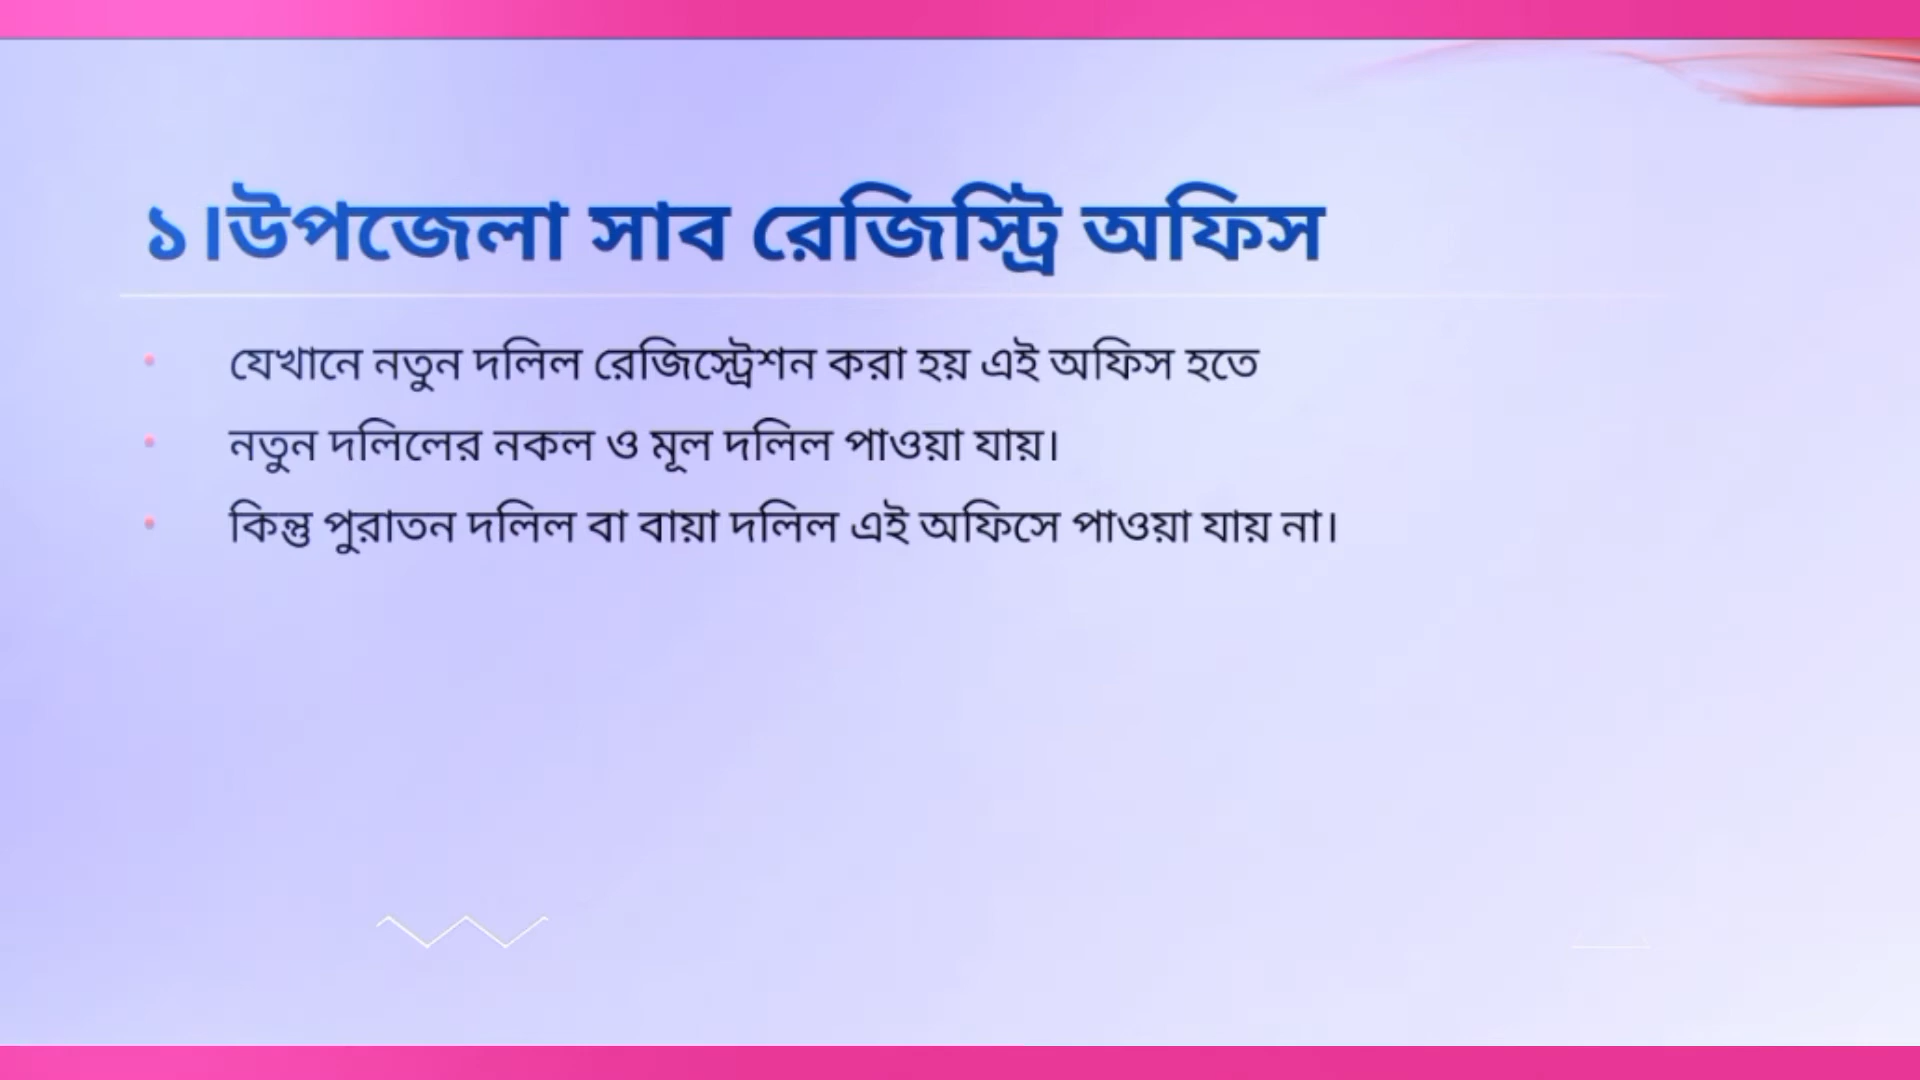 ১।উপজেলা সাব রেজিস্ট্রি অফিস
যেখানে নতুন দলিল রেজিস্ট্রেশন করা হয় এই অফিস হতে
নতুন দলিলের নকল ও মূল দলিল পাওয়া যায়।
কিন্তু পুরাতন দলিল বা বায়া দলিল এই অফিসে পাওয়া যায় না।